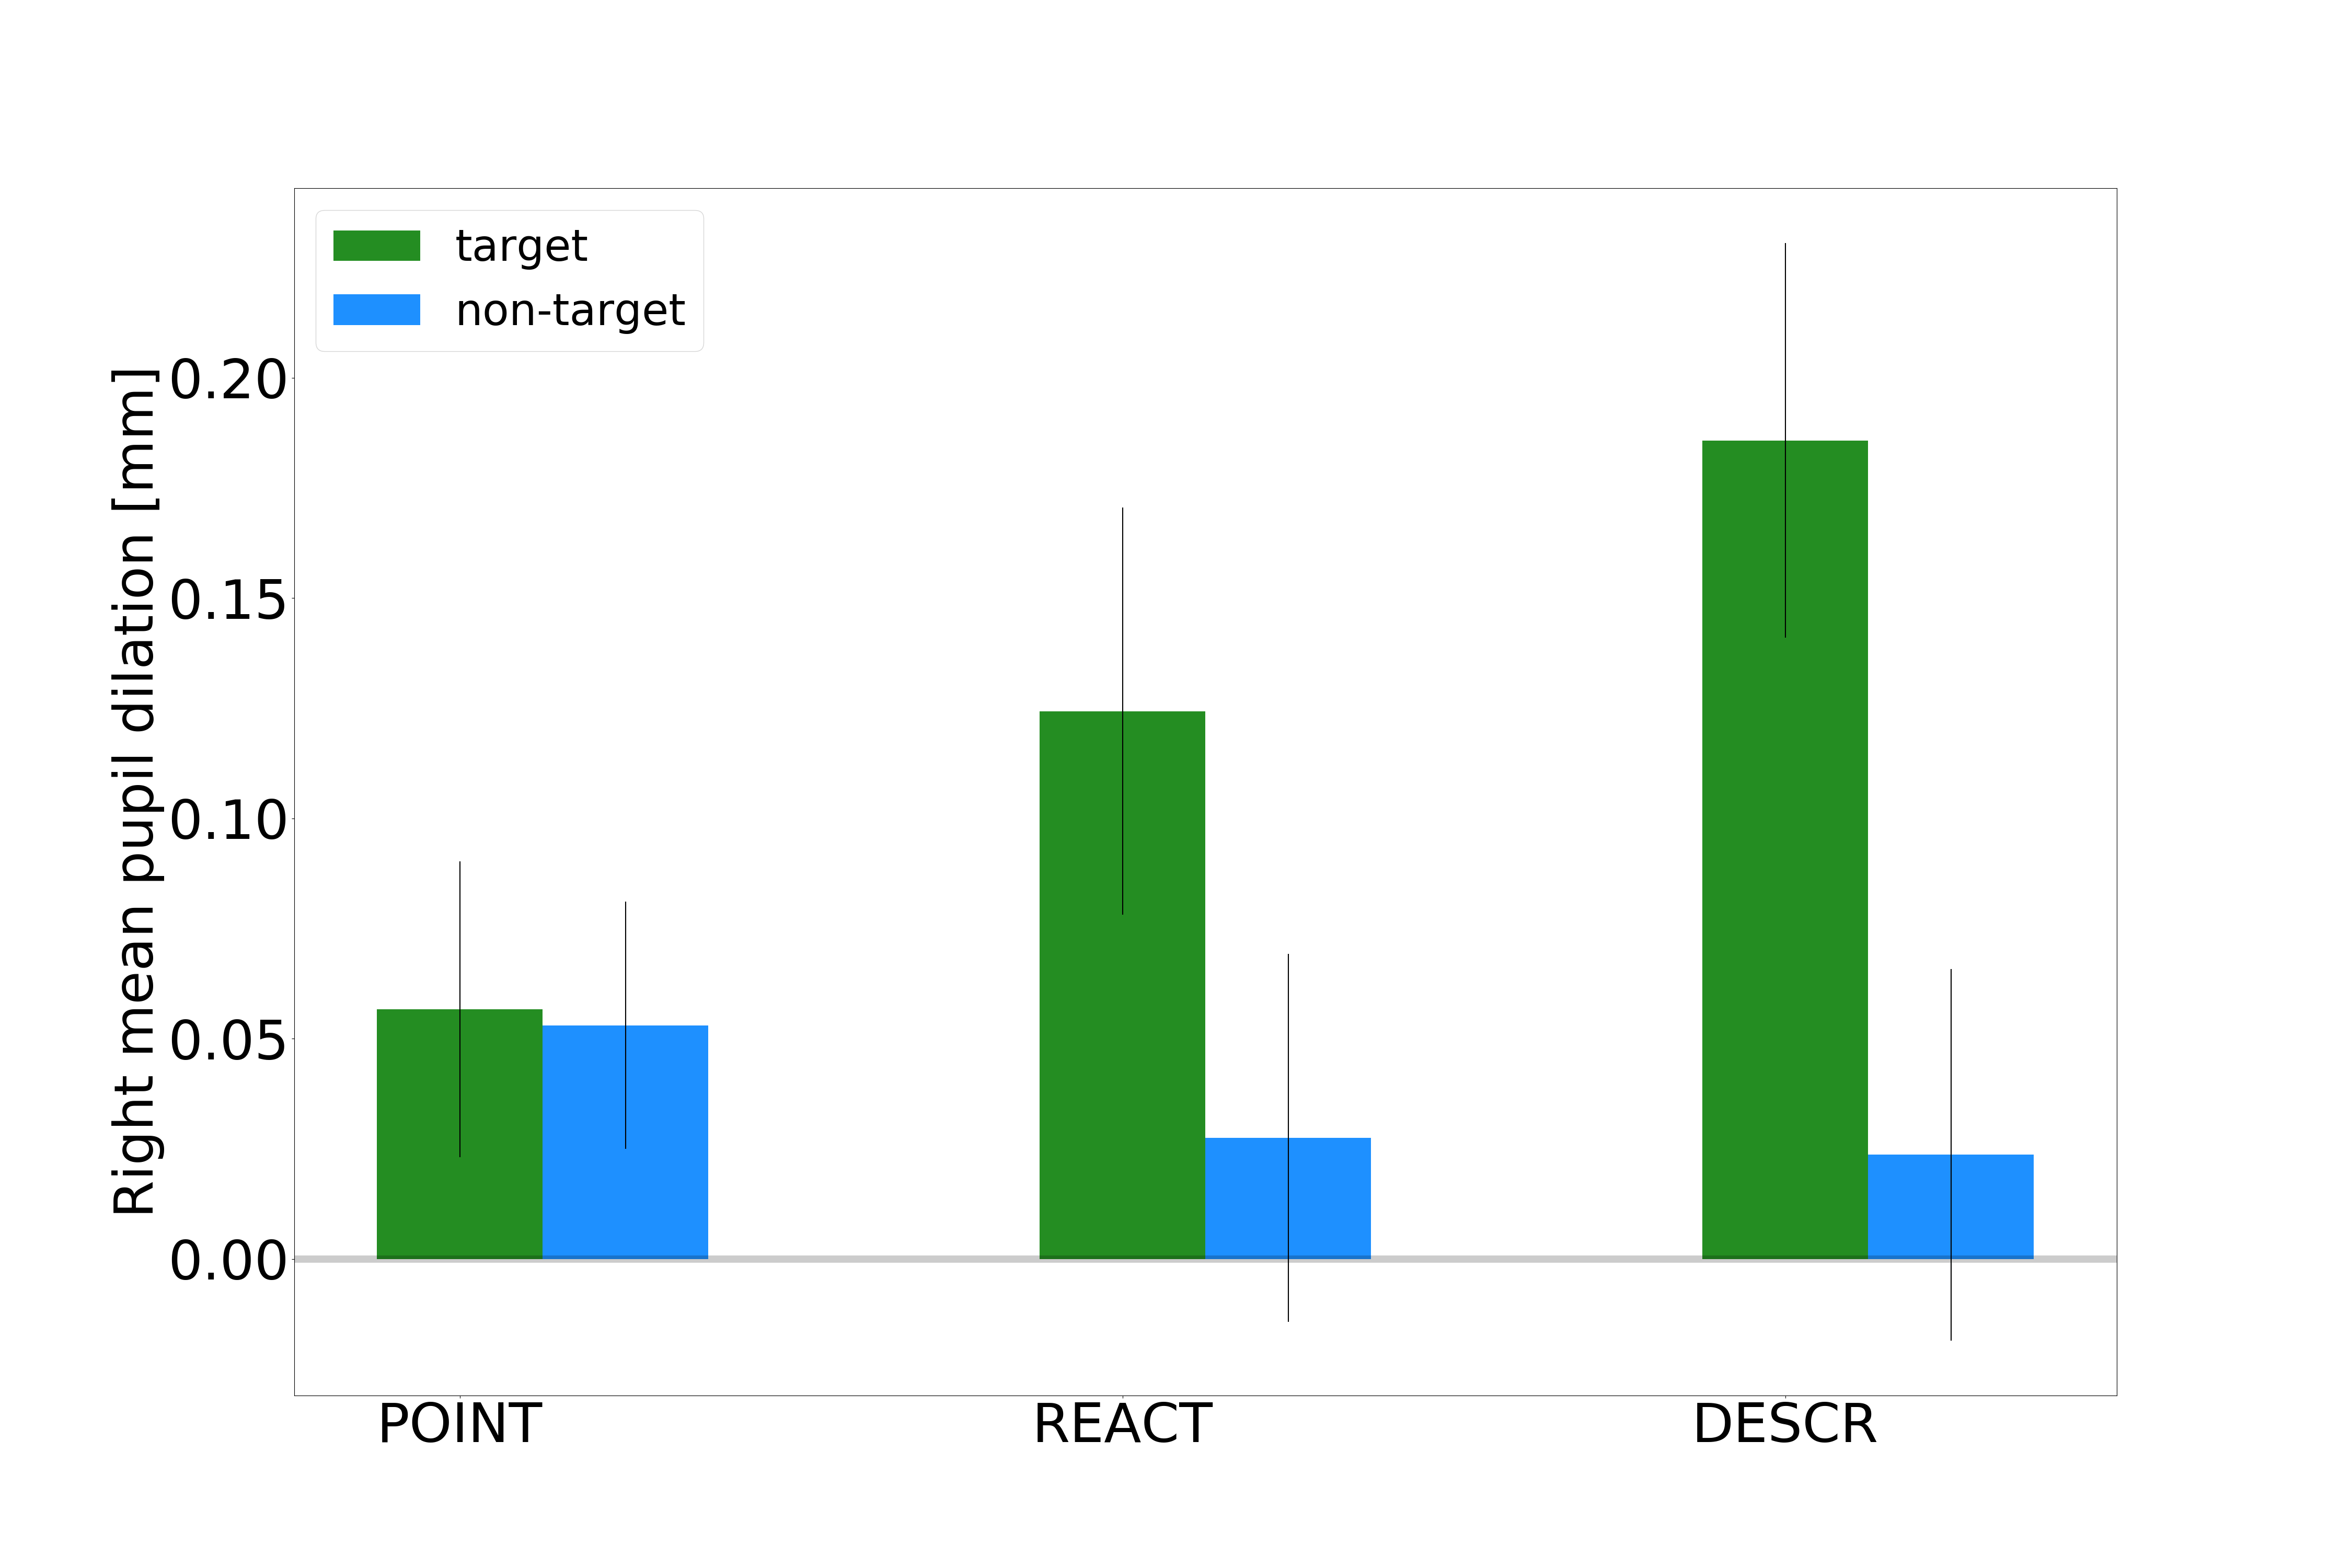 target
non-target
Right mean pupil dilation [mm]
0.20
0.15
0.10
0.05
0.00
POINT
REACT
DESCR